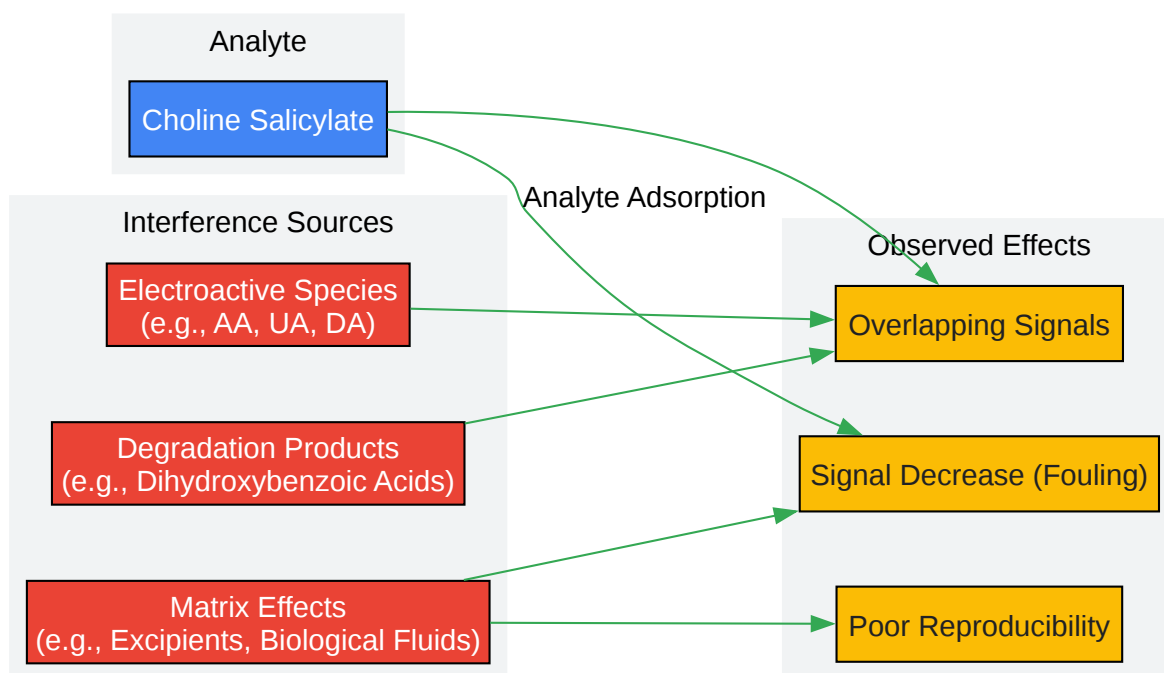 Analyte
Choline Salicylate
Analyte Adsorption
Interference Sources
Electroactive Species
(e.g., AA, UA, DA)
Degradation Products
(e.g., Dihydroxybenzoic Acids)
Matrix Effects
(e.g., Excipients, Biological Fluids)
Observed Effects
Overlapping Signals
Signal Decrease (Fouling)
Poor Reproducibility